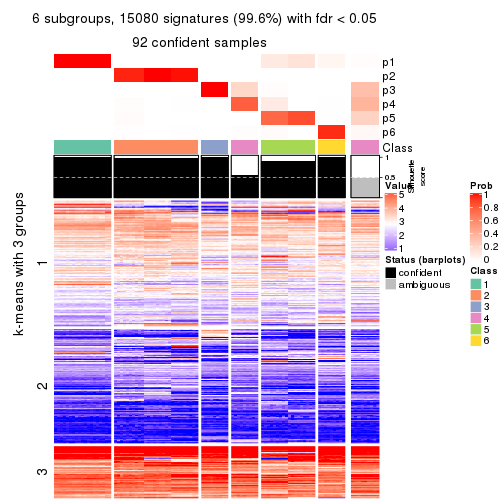 6 subgroups, 15080 signatures (99.6%) with fdr < 0.05
92 confident samples
p1
p2
p3
p4
p5
p6
Class
1
0.5
Silhouette
score
k-means with 3 groups
1
2
3
Value
5
4
3
2
1
Status (barplots)
confident
ambiguous
Prob
1
0.8
0.6
0.4
0.2
0
Class
1
2
3
4
5
6